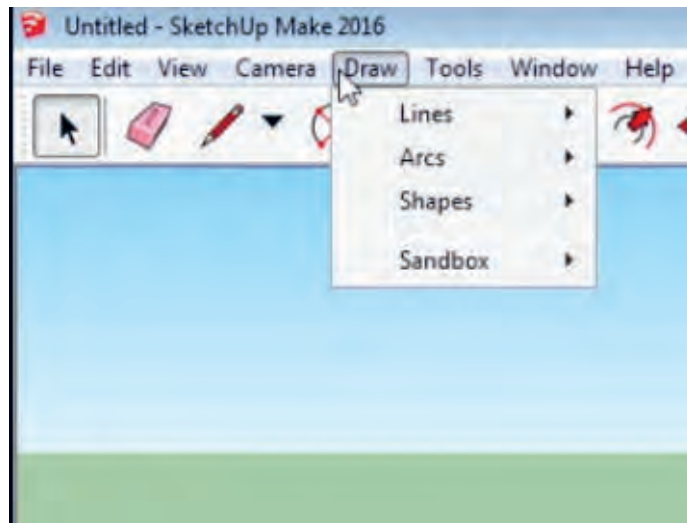 Untitled - SketchUp Make 2016
File Edit View Camera Draw Tools Window Help
Lines
Arcs
Shapes
Sandbox